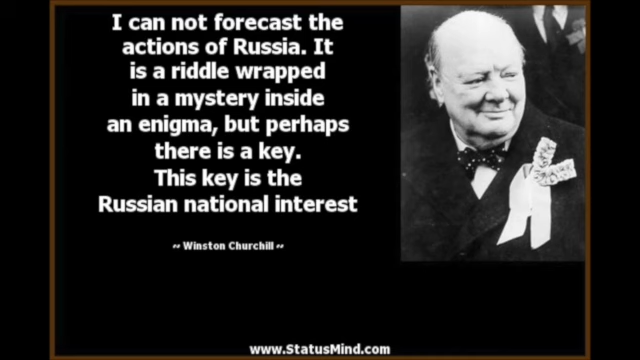 I can not forecast the
actions of Russia. It
is a riddle wrapped
in a mystery inside
an enigma, but perhaps
there is a key.
This key is the
Russian national interest
~ Winston Churchill ~
www.StatusMind.com